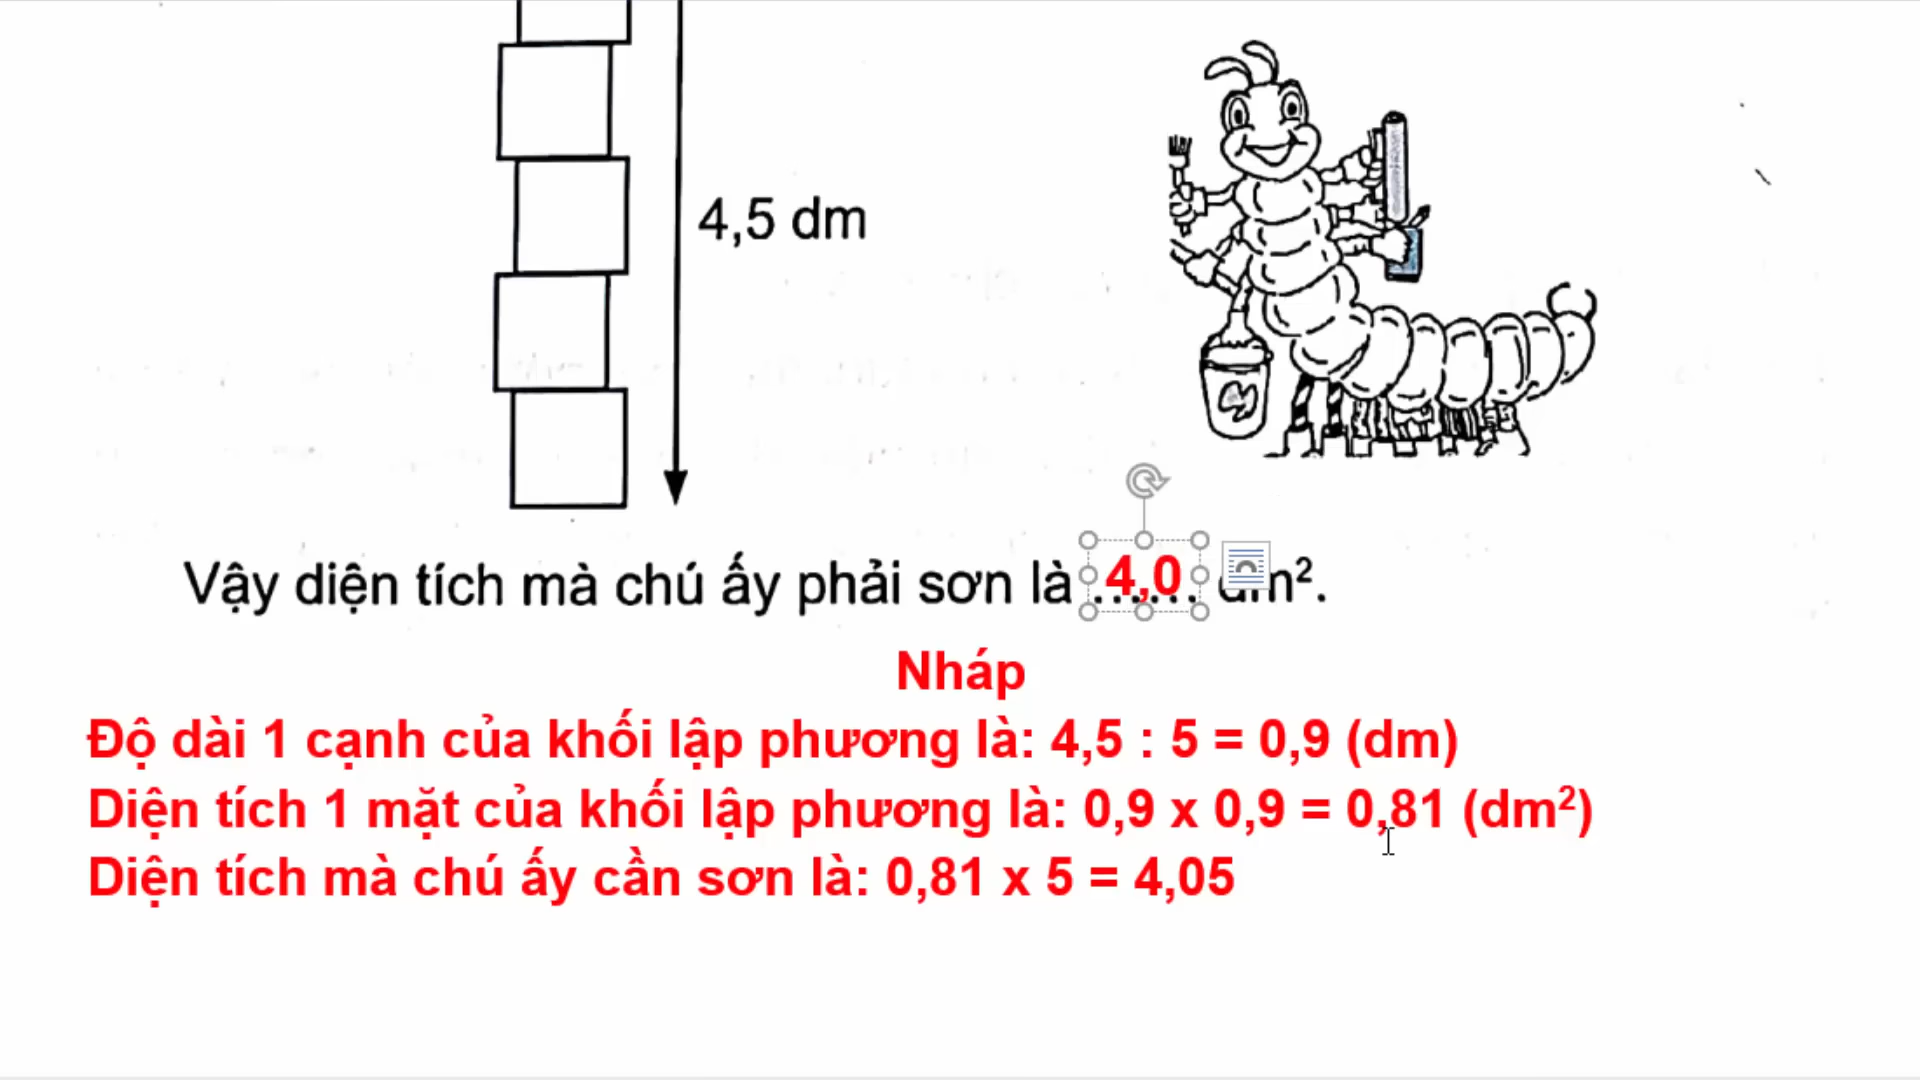 4,5 dm
Vậy diện tích mà chú ấy phải sơn là 4,0 dm².
Nháp
Độ dài 1 cạnh của khối lập phương là: 4,5 : 5 = 0,9 (dm)
Diện tích 1 mặt của khối lập phương là: 0,9 x 0,9 = 0,81 (dm²)
Diện tích mà chú ấy cần sơn là: 0,81 x 5 = 4,05